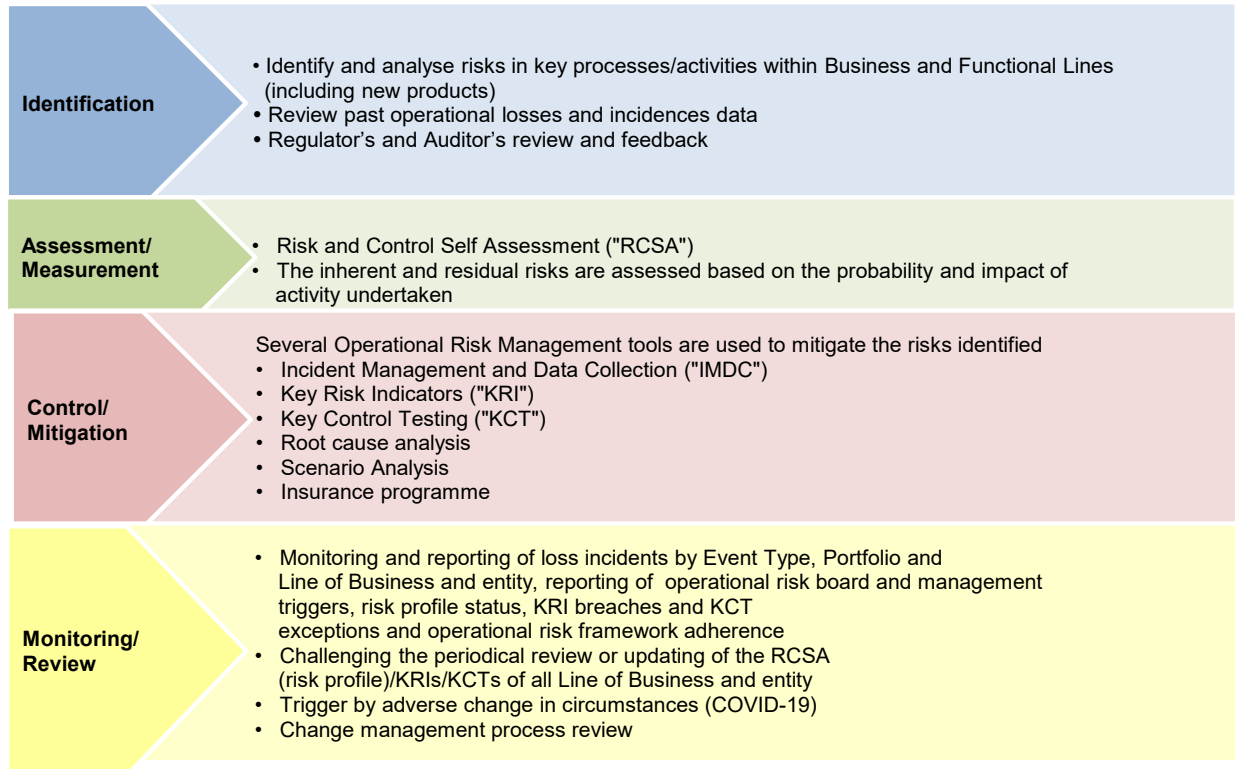 Identification
• Identify and analyse risks in key processes/activities within Business and Functional Lines
(including new products)
• Review past operational losses and incidences data
• Regulator’s and Auditor’s review and feedback
Assessment/
Measurement
• Risk and Control Self Assessment ("RCSA")
• The inherent and residual risks are assessed based on the probability and impact of
activity undertaken
Control/
Mitigation
Several Operational Risk Management tools are used to mitigate the risks identified
• Incident Management and Data Collection ("IMDC")
• Key Risk Indicators ("KRI")
• Key Control Testing ("KCT")
• Root cause analysis
• Scenario Analysis
• Insurance programme
Monitoring/
Review
• Monitoring and reporting of loss incidents by Event Type, Portfolio and
Line of Business and entity, reporting of operational risk board and management
triggers, risk profile status, KRI breaches and KCT
exceptions and operational risk framework adherence
• Challenging the periodical review or updating of the RCSA
(risk profile)/KRIs/KCTs of all Line of Business and entity
• Trigger by adverse change in circumstances (COVID-19)
• Change management process review